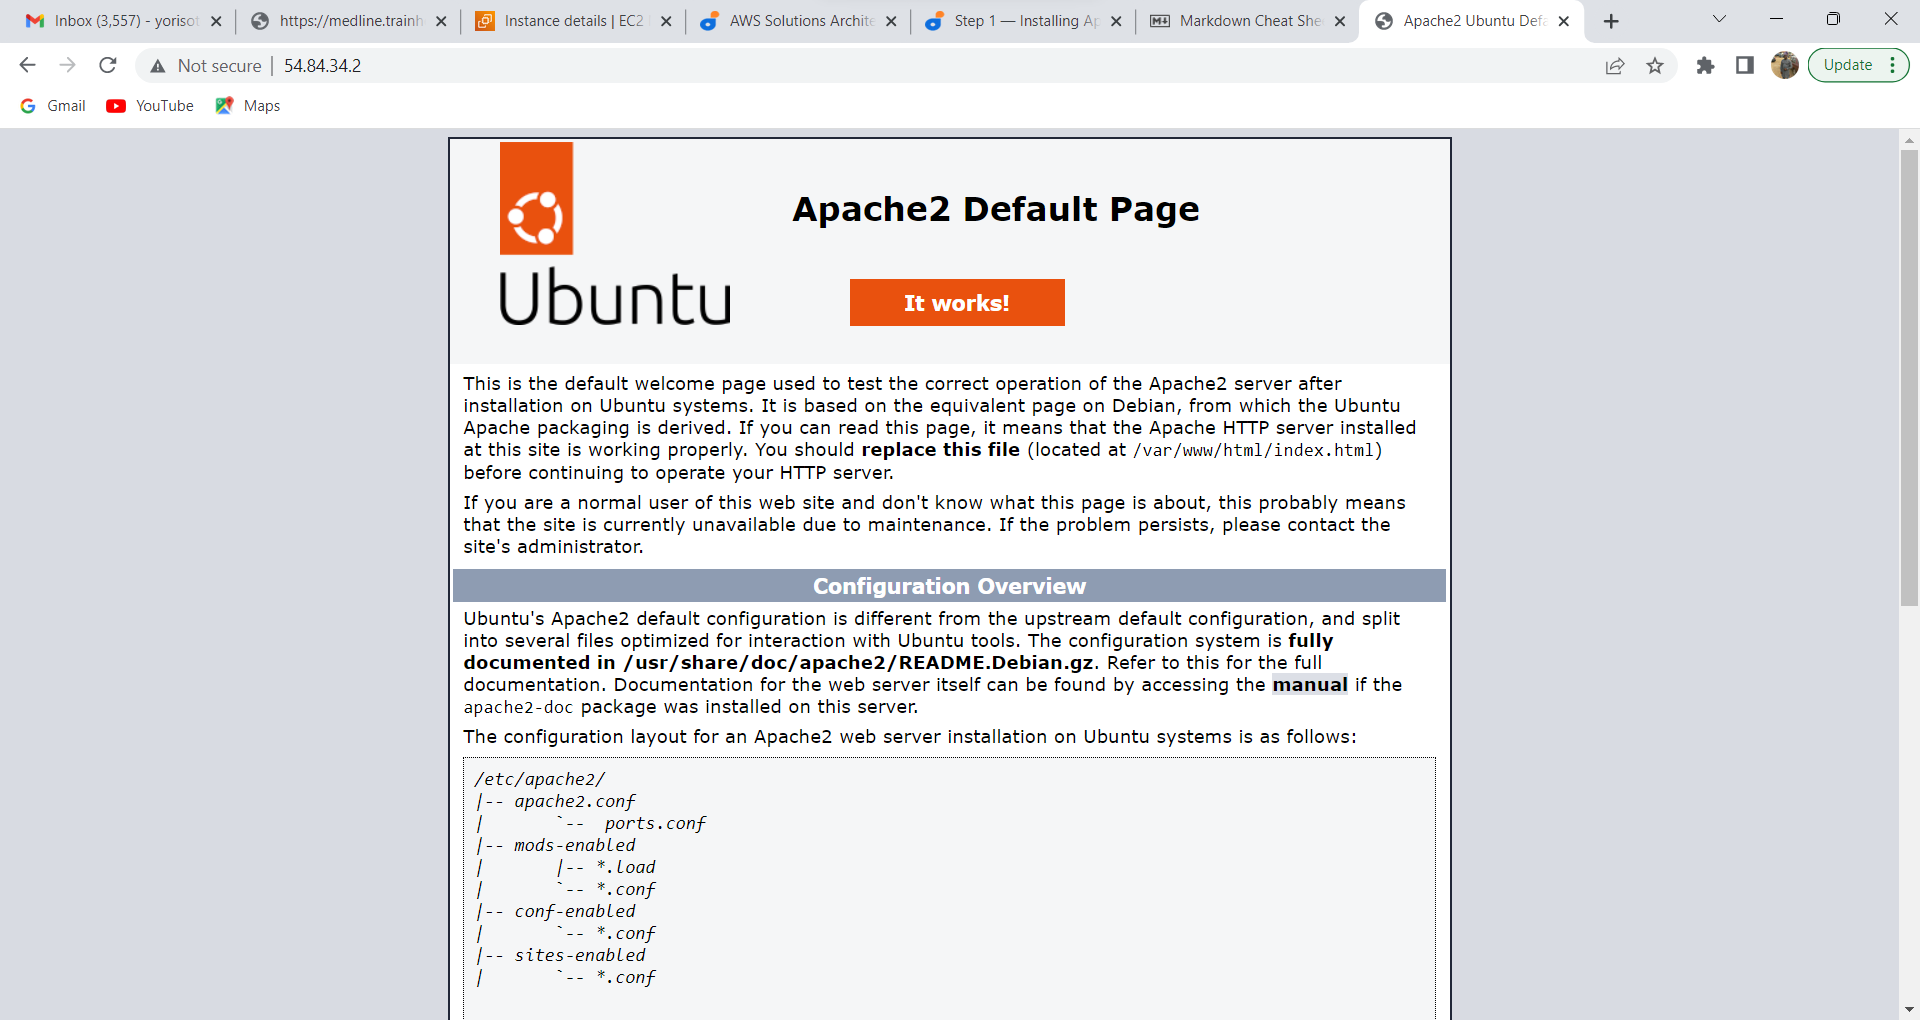 Inbox (3,557) - yorisot
https://medline.trainh
Instance details | EC2
AWS Solutions Archite
Step 1 — Installing Ap
Markdown Cheat She
Apache2 Ubuntu Defa
Not secure | 54.84.34.2
Update
Gmail
YouTube
Maps
Apache2 Default Page
Ubuntu
It works!
This is the default welcome page used to test the correct operation of the Apache2 server after
installation on Ubuntu systems. It is based on the equivalent page on Debian, from which the Ubuntu
Apache packaging is derived. If you can read this page, it means that the Apache HTTP server installed
at this site is working properly. You should replace this file (located at /var/www/html/index.html)
before continuing to operate your HTTP server.
If you are a normal user of this web site and don't know what this page is about, this probably means
that the site is currently unavailable due to maintenance. If the problem persists, please contact the
site's administrator.
Configuration Overview
Ubuntu's Apache2 default configuration is different from the upstream default configuration, and split
into several files optimized for interaction with Ubuntu tools. The configuration system is fully
documented in /usr/share/doc/apache2/README.Debian.gz. Refer to this for the full
documentation. Documentation for the web server itself can be found by accessing the manual if the
apache2-doc package was installed on this server.
The configuration layout for an Apache2 web server installation on Ubuntu systems is as follows:
/etc/apache2/
|-- apache2.conf
|       `--  ports.conf
|-- mods-enabled
|       |-- *.load
|       `-- *.conf
|-- conf-enabled
|       `-- *.conf
|-- sites-enabled
|       `-- *.conf